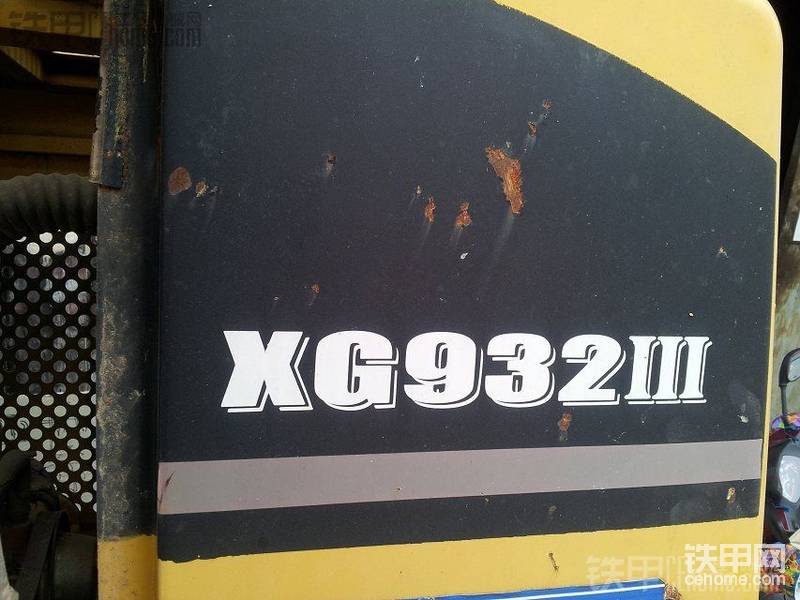 XG932III
铁甲网
cehome.com